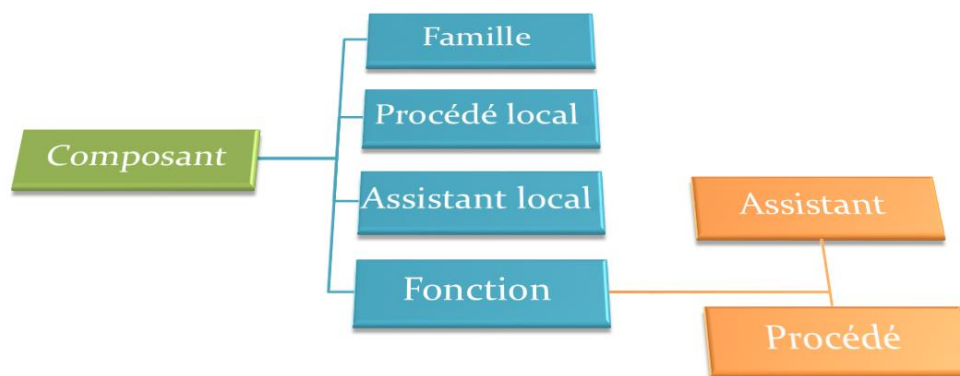 Famille
Procédé local
Composant
Assistant local
Assistant
Fonction
Procédé